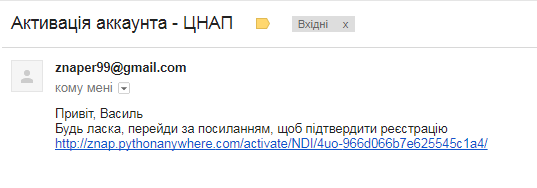 Активація аккаунта - ЦНАП
Вхідні x
znaper99@gmail.com
кому мені
Привіт, Василь
Будь ласка, перейди за посиланням, щоб підтвердити реєстрацію
http://znap.pythonanywhere.com/activate/NDI/4uo-966d066b7e625545c1a4/